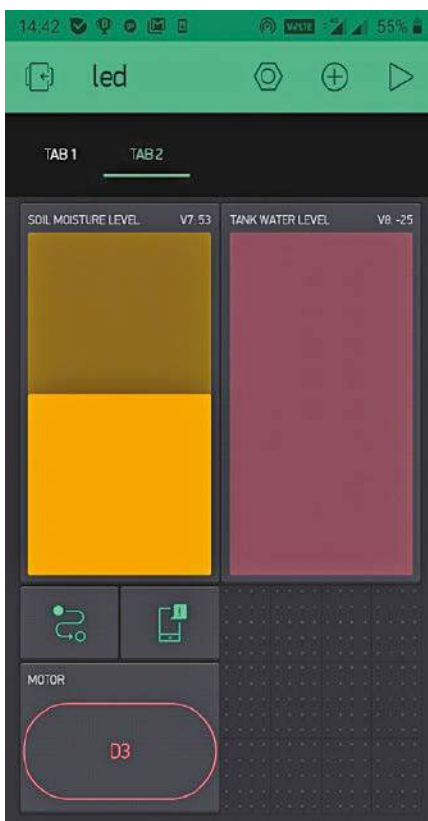 14:42 55%
led
TAB 1 TAB 2
SOIL MOISTURE LEVEL V7: 53 TANK WATER LEVEL V8: -25
MOTOR
D3